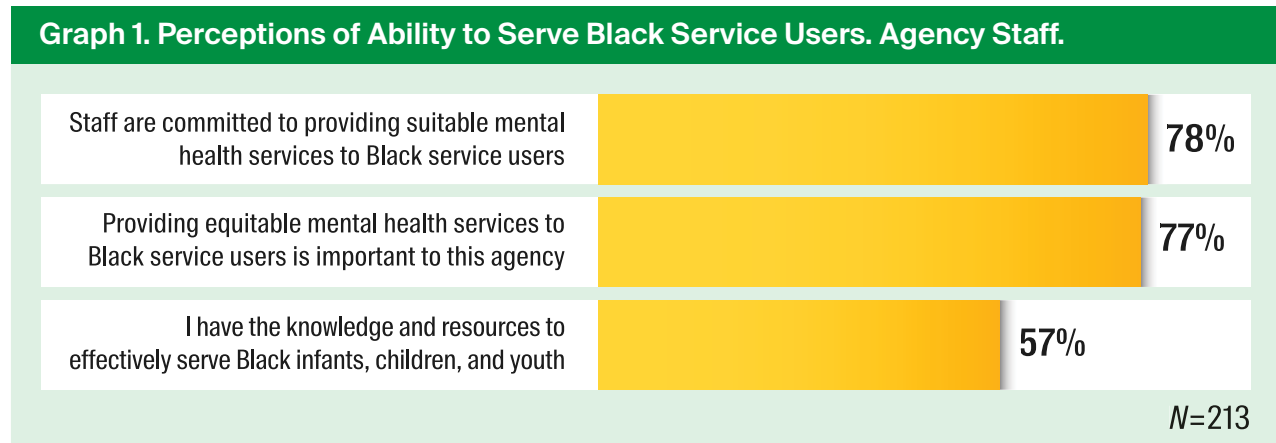 Graph 1. Perceptions of Ability to Serve Black Service Users. Agency Staff.
Staff are committed to providing suitable mental
health services to Black service users
78%
Providing equitable mental health services to
Black service users is important to this agency
77%
I have the knowledge and resources to
effectively serve Black infants, children, and youth
57%
N=213